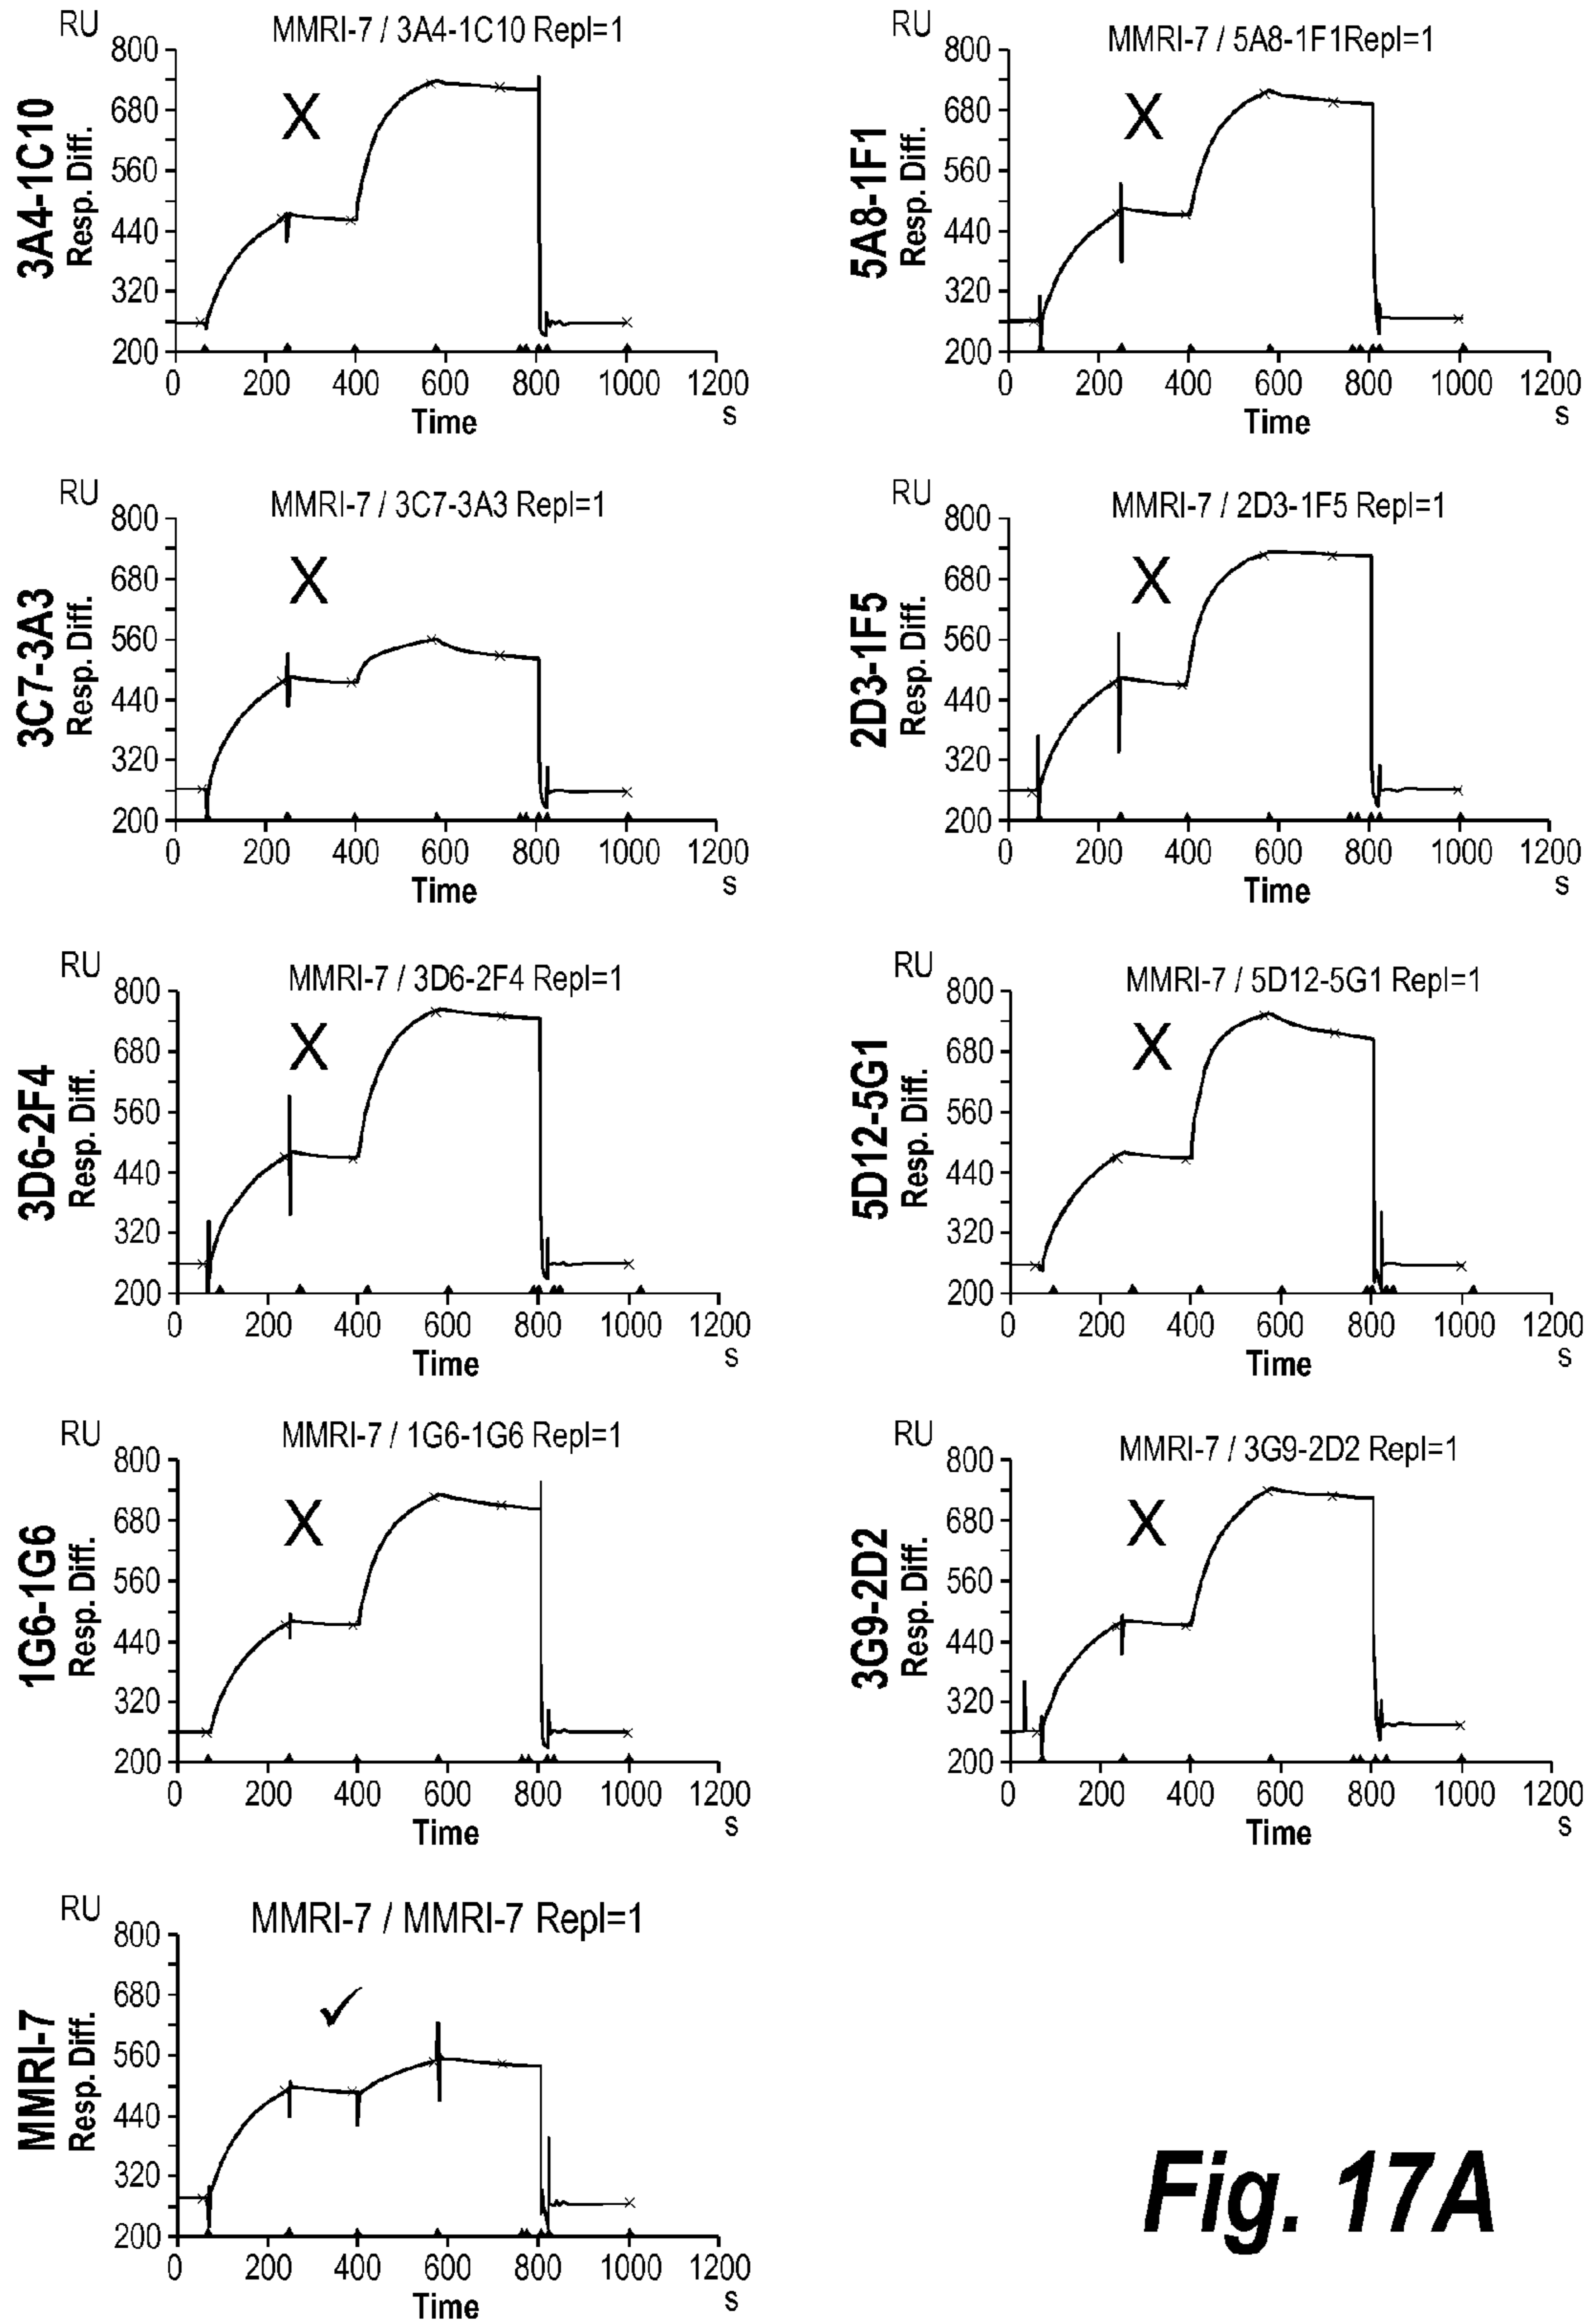 RU
MMRI-7 / 3A4-1C10 Repl=1
3A4-1C10
Resp. Diff.
800
680
560
440
320
200
0 200 400 600 800 1000 1200
Time
S
RU
MMRI-7 / 5A8-1F1Repl=1
5A8-1F1
Resp. Diff.
800
680
560
440
320
200
0 200 400 600 800 1000 1200
Time
S
RU
MMRI-7 / 3C7-3A3 Repl=1
3C7-3A3
Resp. Diff.
800
680
560
440
320
200
0 200 400 600 800 1000 1200
Time
S
RU
MMRI-7 / 2D3-1F5 Repl=1
2D3-1F5
Resp. Diff.
800
680
560
440
320
200
0 200 400 600 800 1000 1200
Time
S
RU
MMRI-7 / 3D6-2F4 Repl=1
3D6-2F4
Resp. Diff.
800
680
560
440
320
200
0 200 400 600 800 1000 1200
Time
S
RU
MMRI-7 / 5D12-5G1 Repl=1
5D12-5G1
Resp. Diff.
800
680
560
440
320
200
0 200 400 600 800 1000 1200
Time
S
RU
MMRI-7 / 1G6-1G6 Repl=1
1G6-1G6
Resp. Diff.
800
680
560
440
320
200
0 200 400 600 800 1000 1200
Time
S
RU
MMRI-7 / 3G9-2D2 Repl=1
3G9-2D2
Resp. Diff.
800
680
560
440
320
200
0 200 400 600 800 1000 1200
Time
S
RU
MMRI-7 / MMRI-7 Repl=1
MMRI-7
Resp. Diff.
800
680
560
440
320
200
0 200 400 600 800 1000 1200
Time
S
Fig. 17A